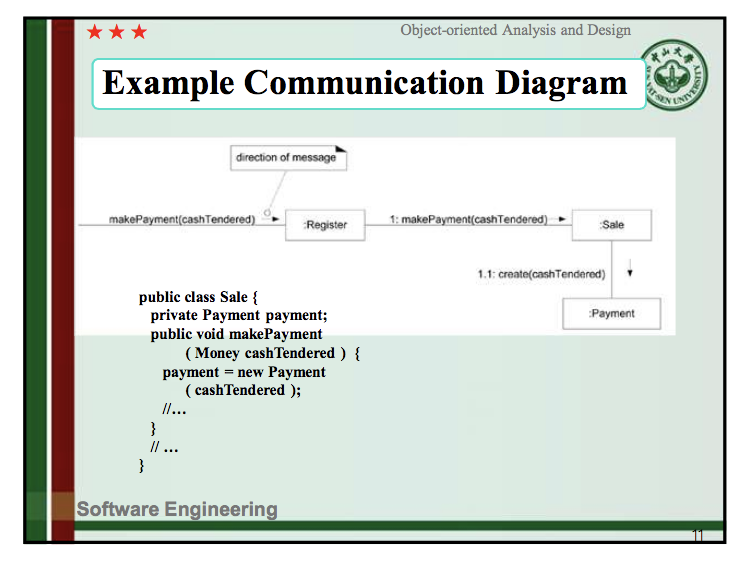 Object-oriented Analysis and Design
Example Communication Diagram
中山大學
SUN YAT-SEN UNIVERSITY
direction of message
makePayment(cashTendered)
:Register
1: makePayment(cashTendered)
:Sale
1.1: create(cashTendered)
:Payment
public class Sale {
private Payment payment;
public void makePayment
( Money cashTendered ) {
payment = new Payment
( cashTendered );
//…
}
// …
}
Software Engineering
11